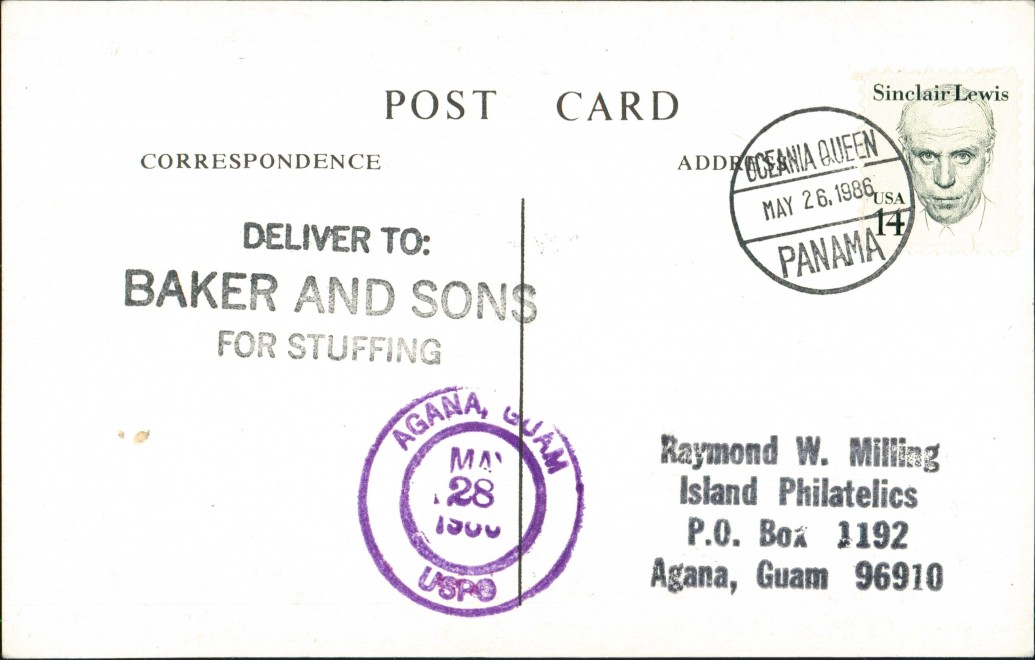 POST CARD
CORRESPONDENCE
ADDRESS
Sinclair Lewis
USA
14
OCEANIA QUEEN
MAY 26, 1986
PANAMA
DELIVER TO:
BAKER AND SONS
FOR STUFFING
AGANA, GUAM
MAY
28
USPO
Raymond W. Milling
Island Philatelics
P.O. Box 1192
Agana, Guam 96910